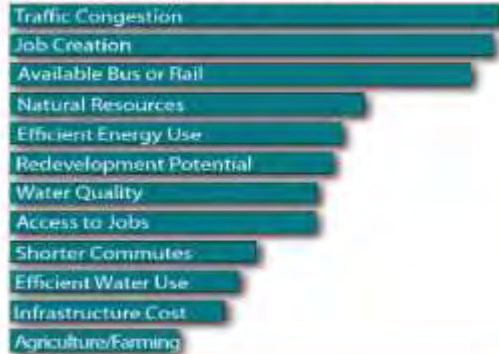 Traffic Congestion
Job Creation
Available Bus or Rail
Natural Resources
Efficient Energy Use
Redevelopment Potential
Water Quality
Access to Jobs
Shorter Commutes
Efficient Water Use
Infrastructure Cost
Agriculture/Farming